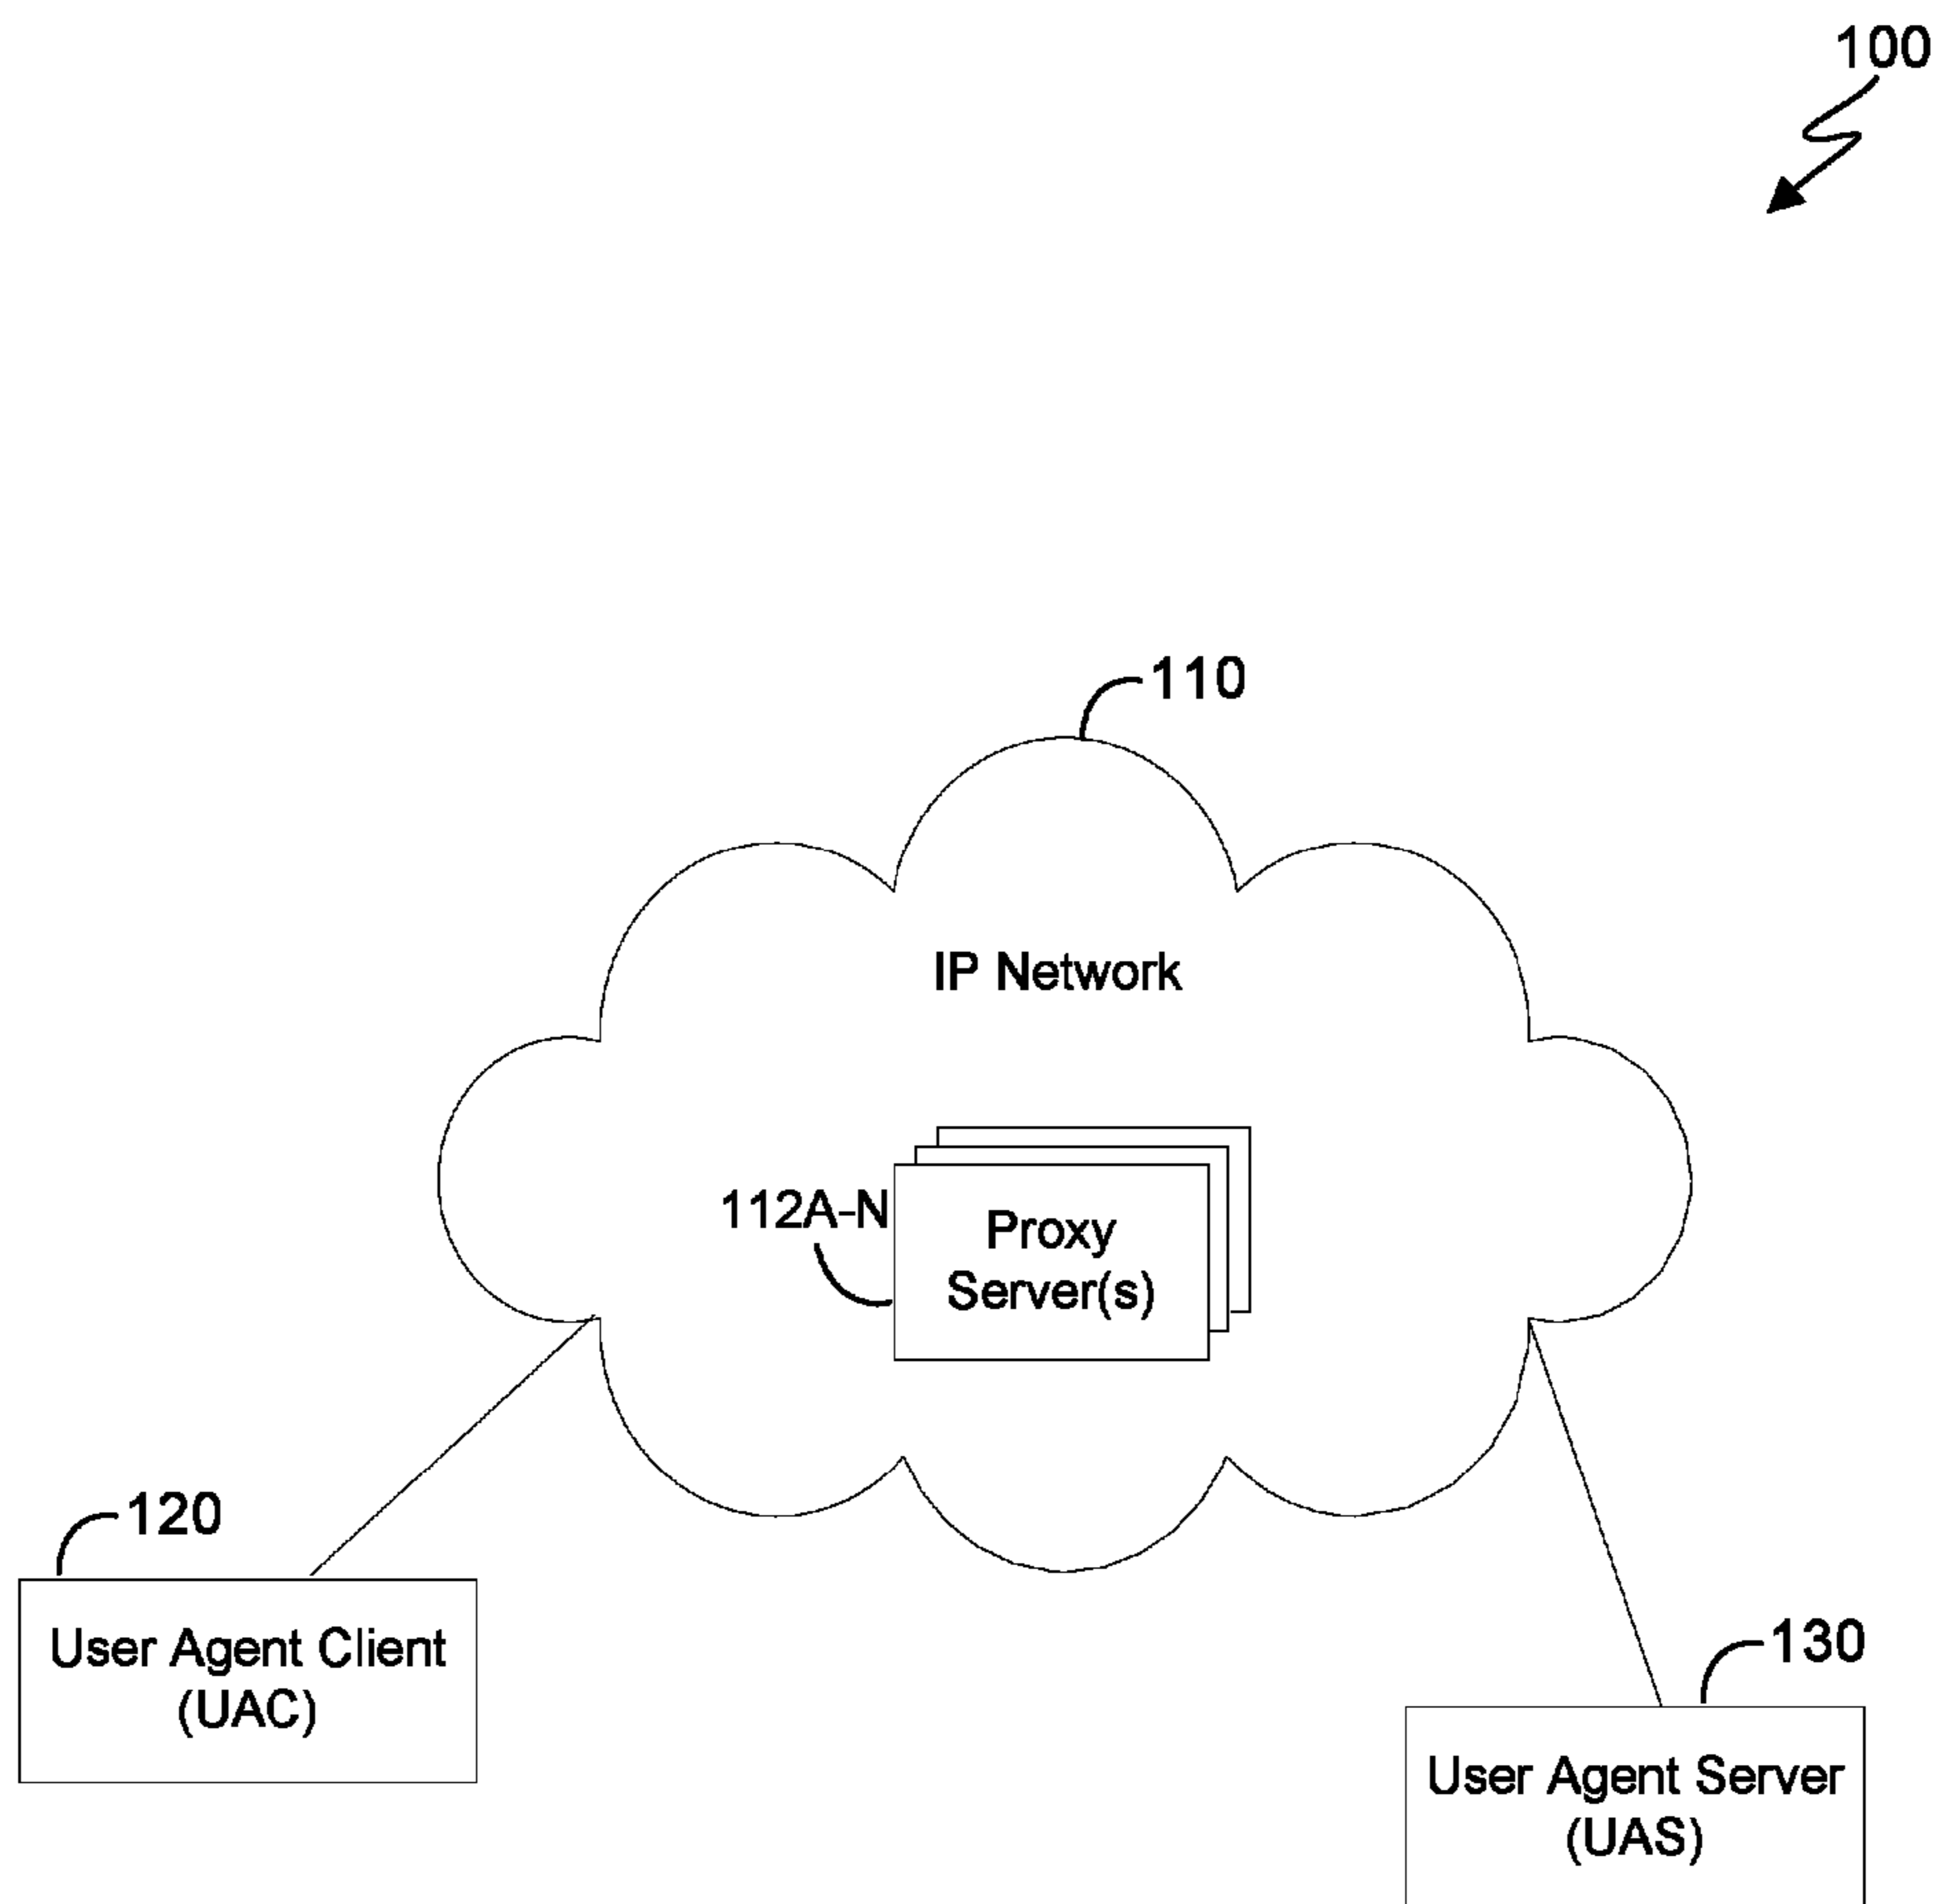 100
110
IP Network
112A-N
Proxy
Server(s)
120
User Agent Client
(UAC)
130
User Agent Server
(UAS)